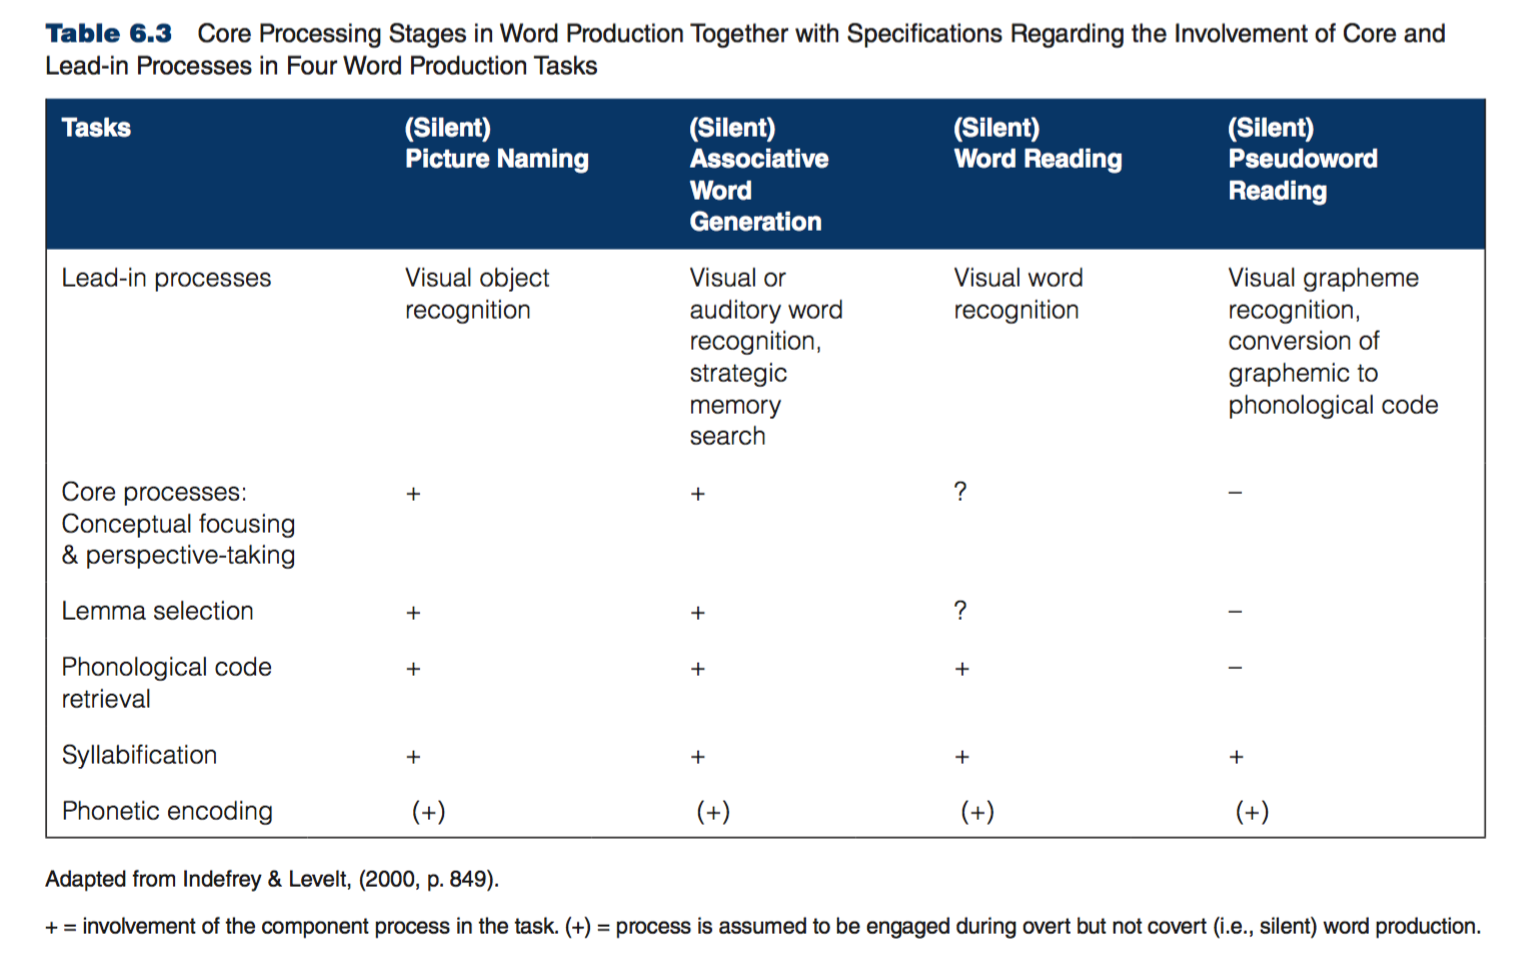 Table 6.3 Core Processing Stages in Word Production Together with Specifications Regarding the Involvement of Core and
Lead-in Processes in Four Word Production Tasks
Tasks (Silent) (Silent) (Silent) (Silent)
Picture Naming Associative Word Reading Pseudoword
Word Reading
Generation
Lead-in processes Visual object Visual or Visual word Visual grapheme
recognition auditory word recognition recognition,
recognition, conversion of
strategic graphemic to
memory phonological code
search
Core processes: + + ? –
Conceptual focusing
& perspective-taking
Lemma selection + + ? –
Phonological code + + + –
retrieval
Syllabification + + + +
Phonetic encoding (+) (+) (+) (+)
Adapted from Indefrey & Levelt, (2000, p. 849).
+ = involvement of the component process in the task. (+) = process is assumed to be engaged during overt but not covert (i.e., silent) word production.